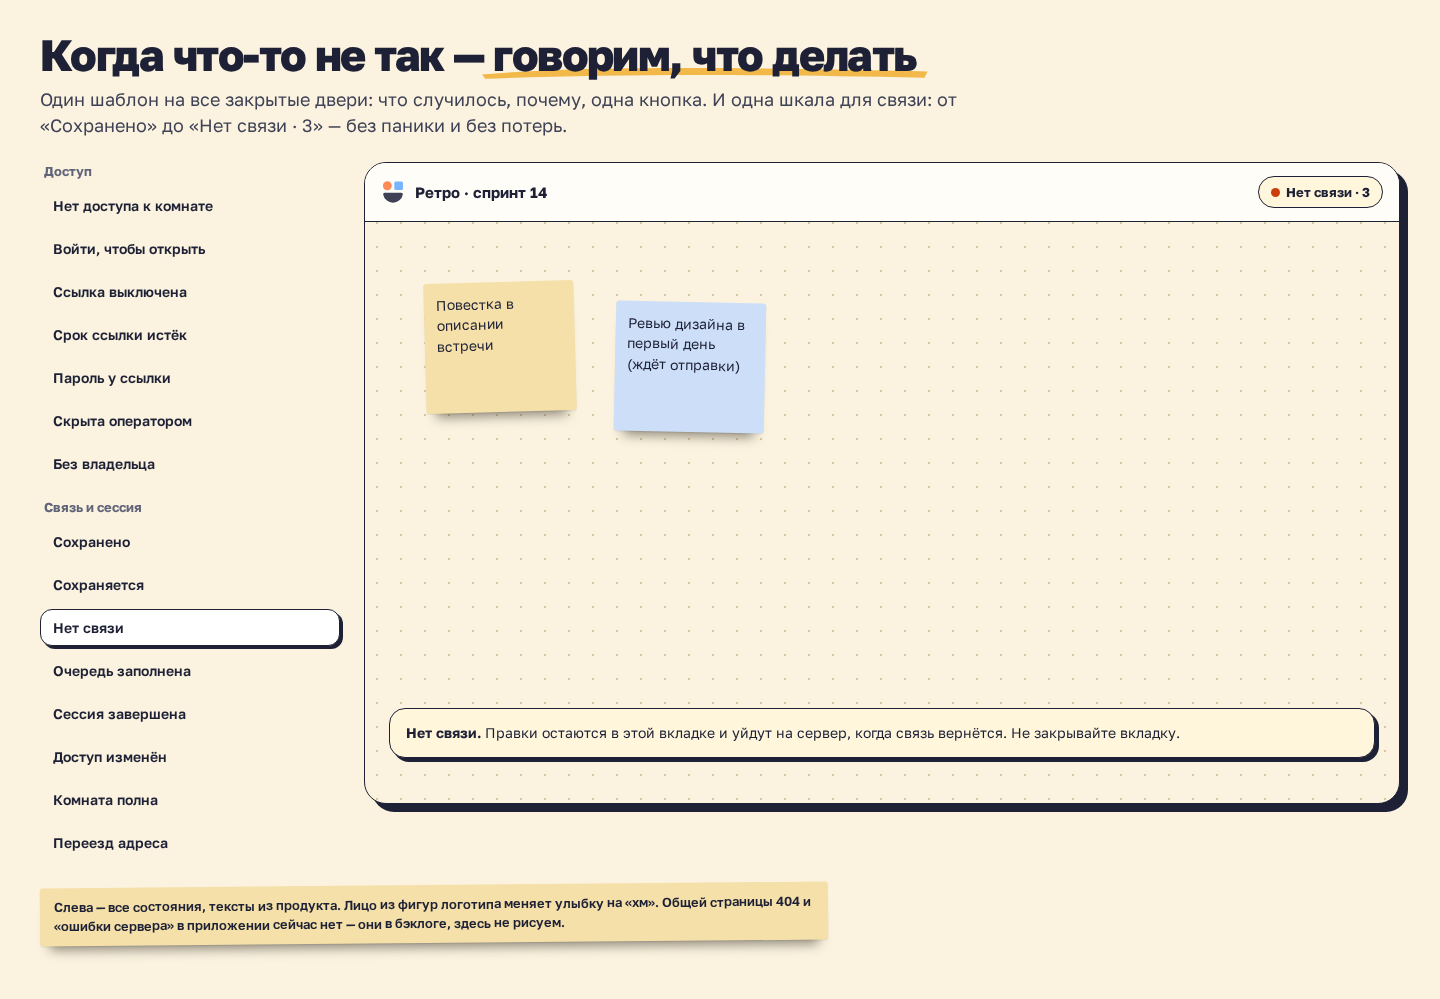 Когда что-то не так — говорим, что делать
Один шаблон на все закрытые двери: что случилось, почему, одна кнопка. И одна шкала для связи: от
«Сохранено» до «Нет связи · 3» — без паники и без потерь.
Доступ
Нет доступа к комнате
Войти, чтобы открыть
Ссылка выключена
Срок ссылки истёк
Пароль у ссылки
Скрыта оператором
Без владельца
Связь и сессия
Сохранено
Сохраняется
Нет связи
Очередь заполнена
Сессия завершена
Доступ изменён
Комната полна
Переезд адреса
Ретро · спринт 14
Нет связи · 3
Повестка в
описании
встречи
Ревью дизайна в
первый день
(ждёт отправки)
Нет связи. Правки остаются в этой вкладке и уйдут на сервер, когда связь вернётся. Не закрывайте вкладку.
Слева — все состояния, тексты из продукта. Лицо из фигур логотипа меняет улыбку на «хм». Общей страницы 404 и
«ошибки сервера» в приложении сейчас нет — они в бэклоге, здесь не рисуем.